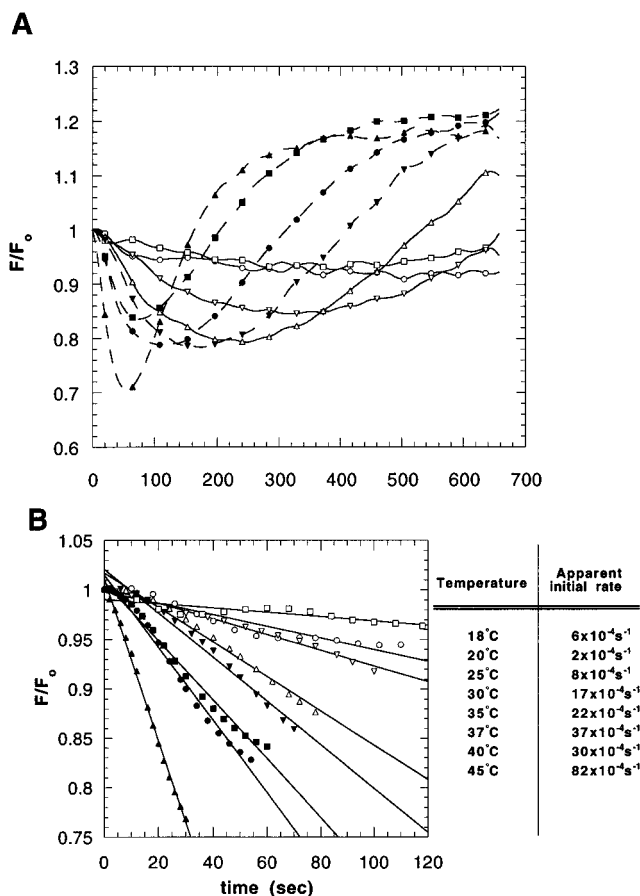 A
1.3
1.2
1.1
1
0.9
0.8
0.7
0.6
F/Fo
0 100 200 300 400 500 600 700
B
1.05
1
0.95
0.9
0.85
0.8
0.75
F/Fo
0 20 40 60 80 100 120
time (sec)
Temperature Apparent initial rate
18°C 6x10-4s-1
20°C 2x10-4s-1
25°C 8x10-4s-1
30°C 17x10-4s-1
35°C 22x10-4s-1
37°C 37x10-4s-1
40°C 30x10-4s-1
45°C 82x10-4s-1